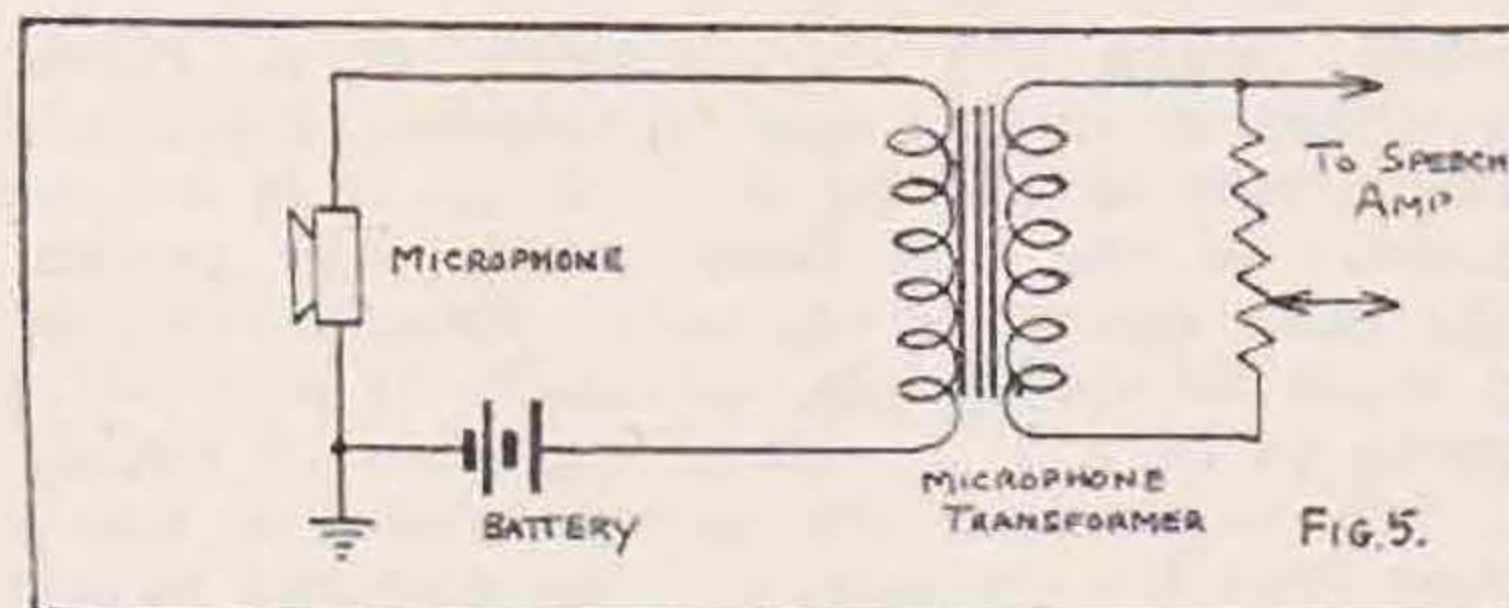 MICROPHONE
TO SPEECH
AMP
BATTERY
MICROPHONE
TRANSFORMER
FIG.5.